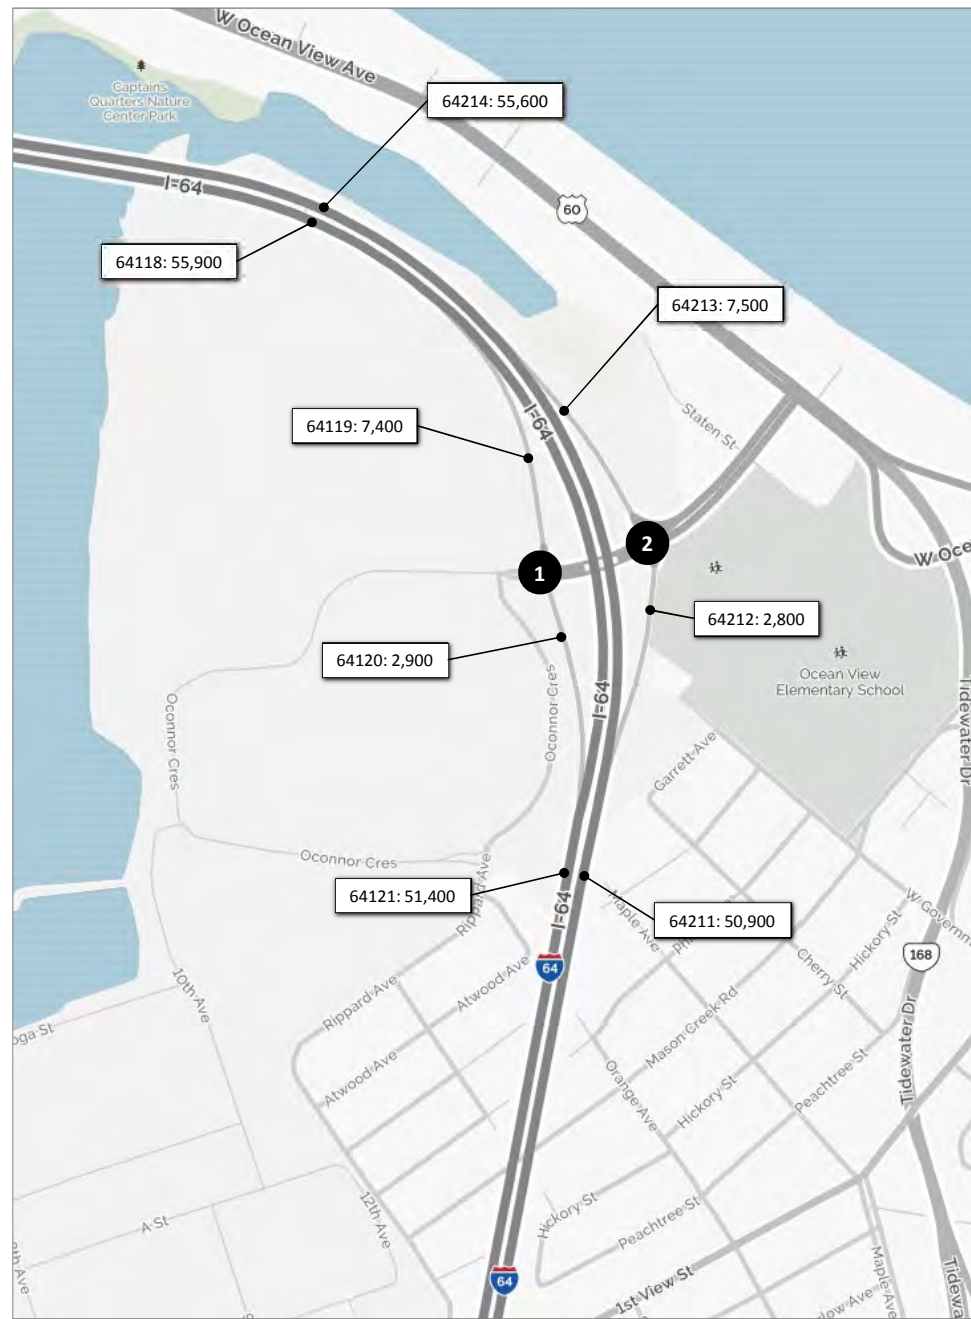 W Ocean View Ave
Captains
Quarters Nature
Center Park
64214: 55,600
I-64
60
64118: 55,900
64213: 7,500
Staten St
I-64
64119: 7,400
2
W Oce
1
64212: 2,800
64120: 2,900
Ocean View
Elementary School
I-64
Oconnor Cres
Oconnor Cres
Tidewater Dr
Garrett Ave
Oconnor Cres
64121: 51,400
Rippard Ave
I-64
Maple Ave
64211: 50,900
W Governm
Hickory St
168
64
Cherry St
10th Ave
Rippard Ave
Atwood Ave
Mason Creek Rd
oga St
Tidewater Dr
Atwood Ave
Orange Ave
Hickory St
Peachtree St
12th Ave
A St
Hickory St
Peachtree St
64
1st View St
Maple Ave
Tidewa